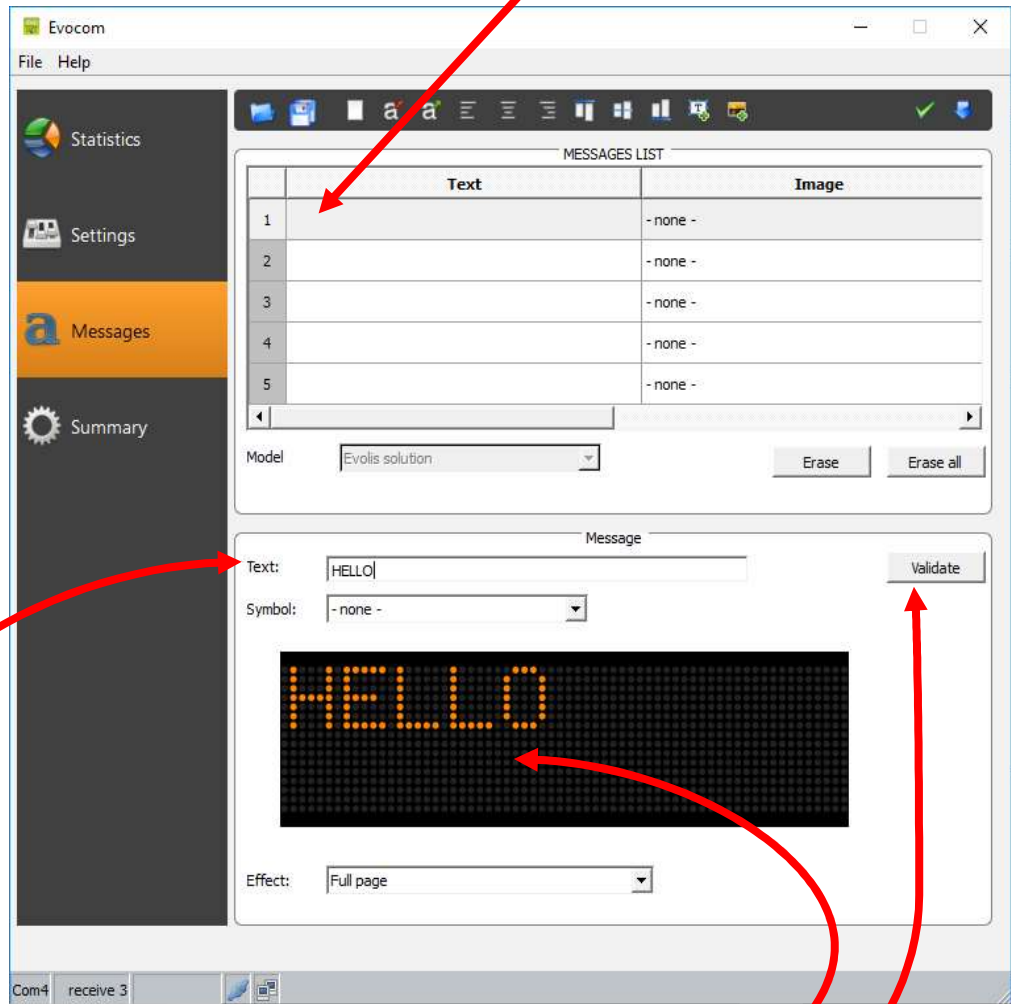 Evocom
File Help
Statistics
Settings
Messages
Summary
MESSAGES LIST
Text Image
1 - none -
2 - none -
3 - none -
4 - none -
5 - none -
Model Evolis solution Erase Erase all
Message
Text: HELLO Validate
Symbol: - none -
HELLO
Effect: Full page
Com4 receive 3